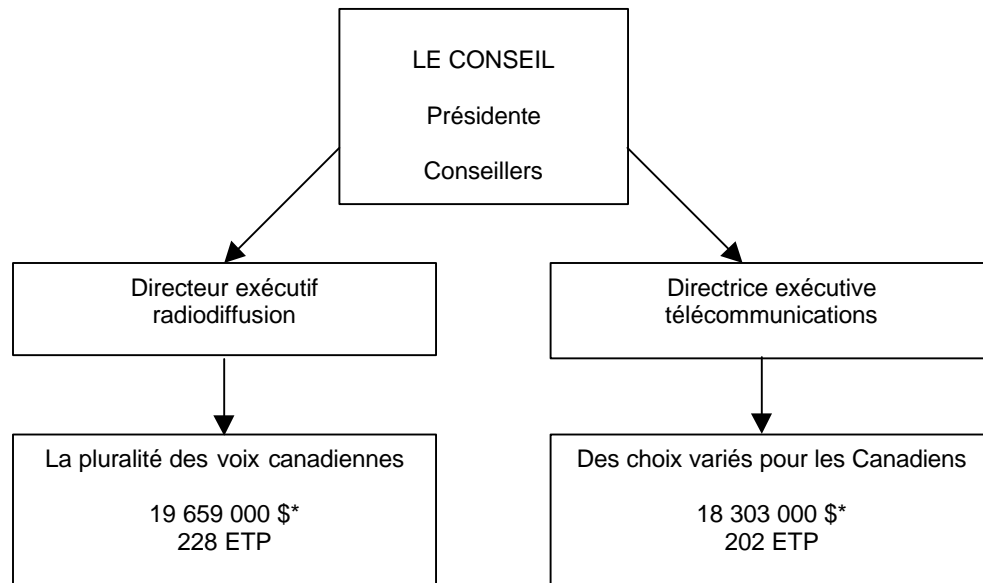 LE CONSEIL
Présidente
Conseillers
Directeur exécutif
radiodiffusion
Directrice exécutive
télécommunications
La pluralité des voix canadiennes
19 659 000 $*
228 ETP
Des choix variés pour les Canadiens
18 303 000 $*
202 ETP